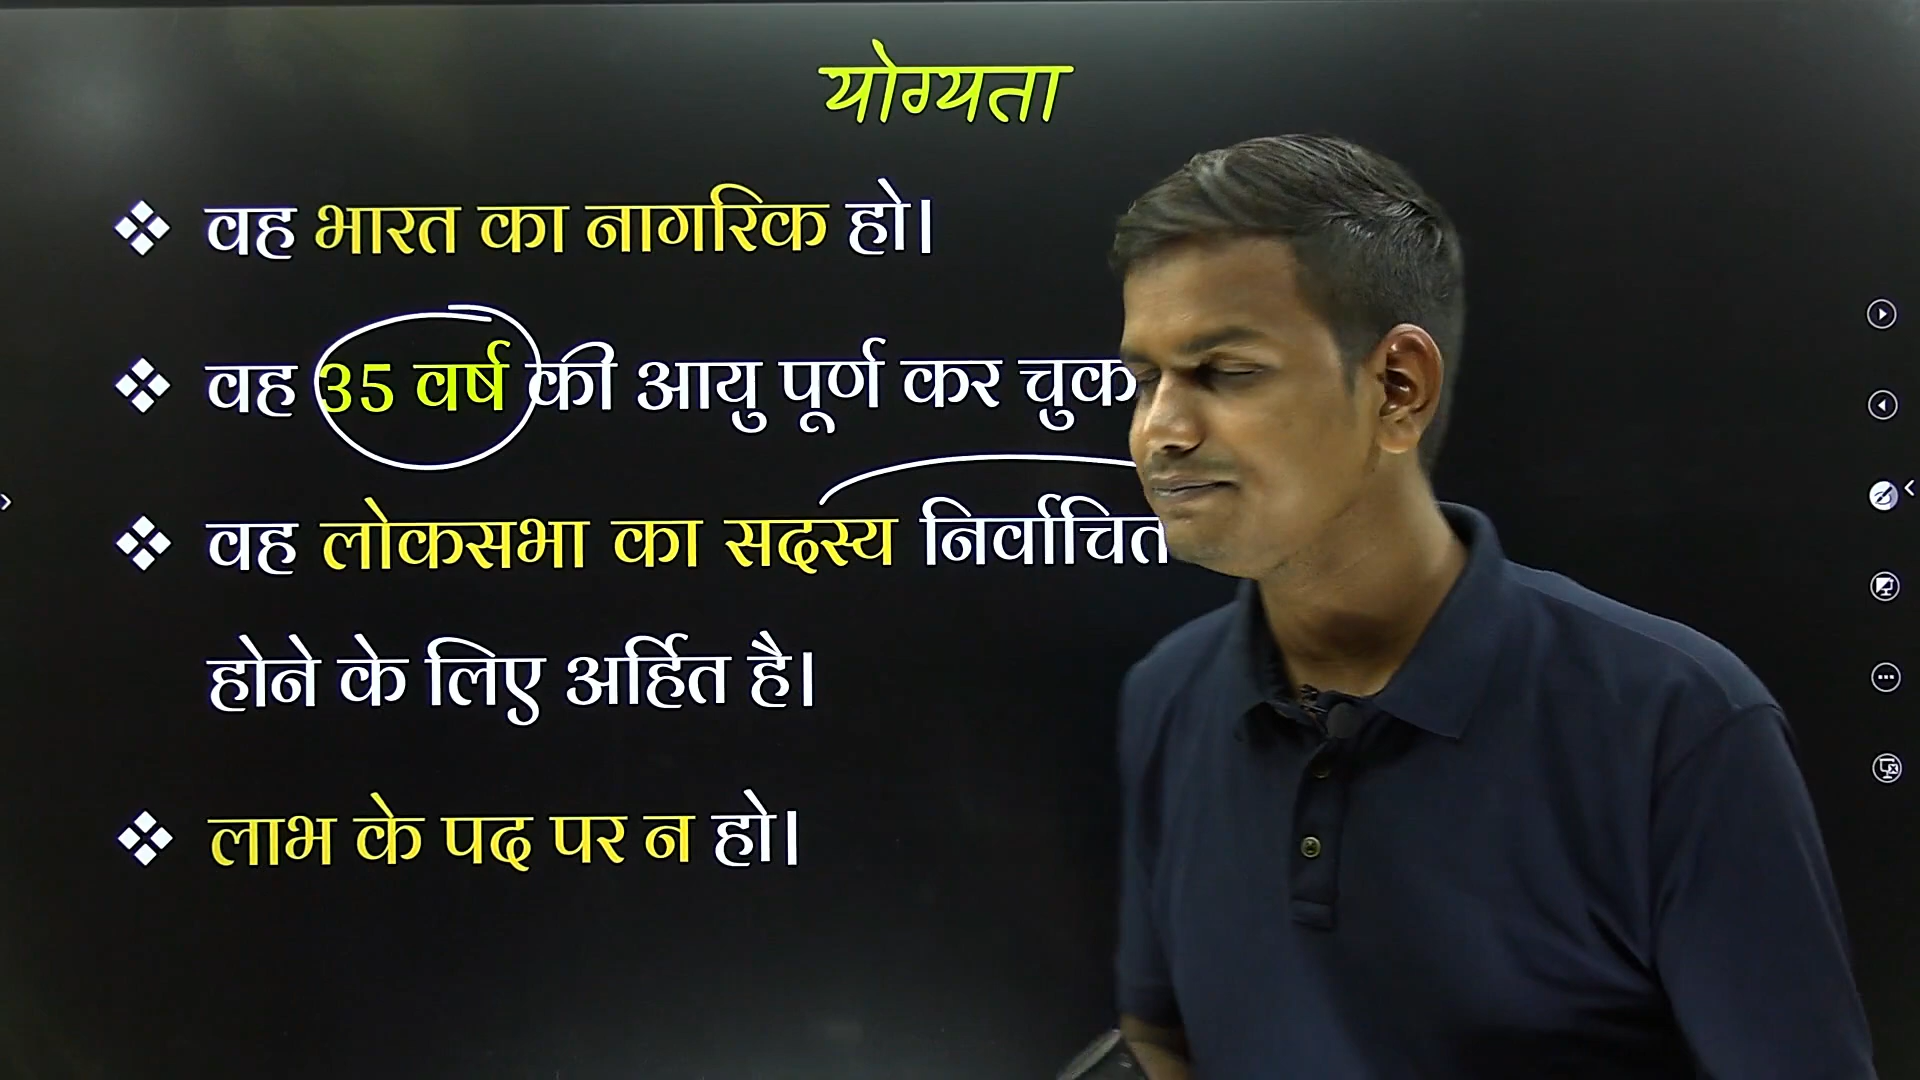 योग्यता
❖ वह भारत का नागरिक हो।
❖ वह 35 वर्ष की आयु पूर्ण कर चुक
❖ वह लोकसभा का सदस्य निर्वाचित
होने के लिए अर्हित है।
❖ लाभ के पद पर न हो।